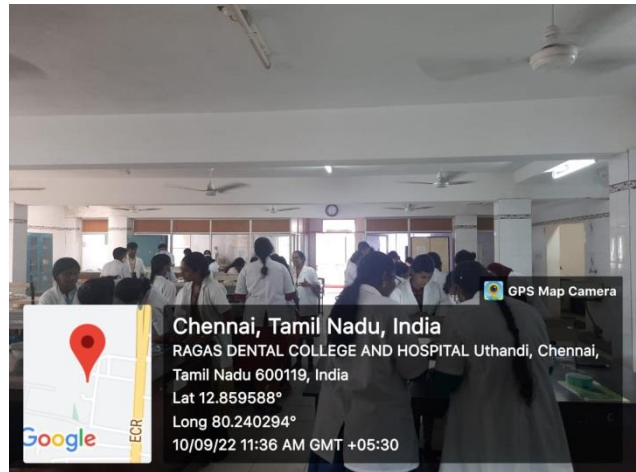 GPS Map Camera
Chennai, Tamil Nadu, India
RAGAS DENTAL COLLEGE AND HOSPITAL Uthandi, Chennai,
Tamil Nadu 600119, India
Lat 12.859588°
Long 80.240294°
10/09/22 11:36 AM GMT +05:30
Google
ECR